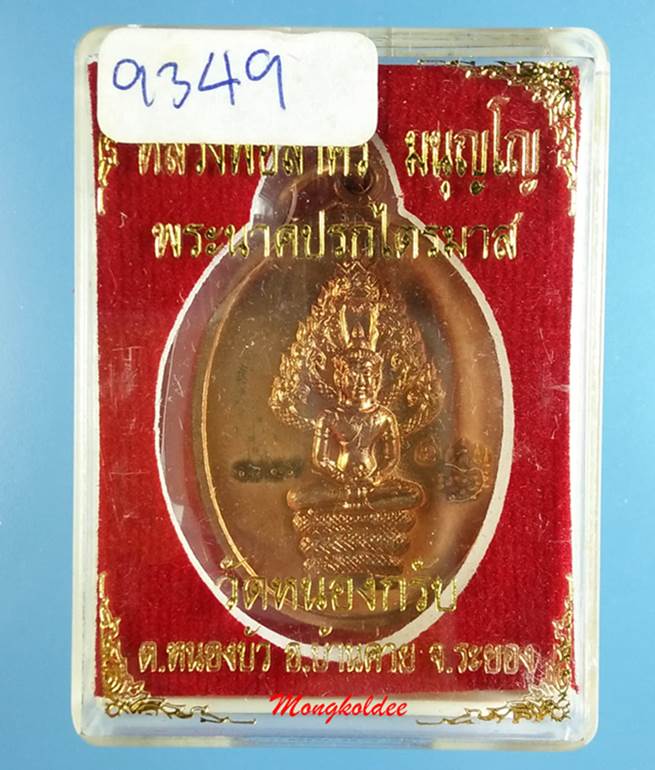 9349
หลวงพ่อสาคร มนุญฺโญ
พระนาคปรกไตรมาส
วัดหนองกรับ
ต.หนองบัว อ.บ้านค่าย จ.ระยอง
Mongkoldee